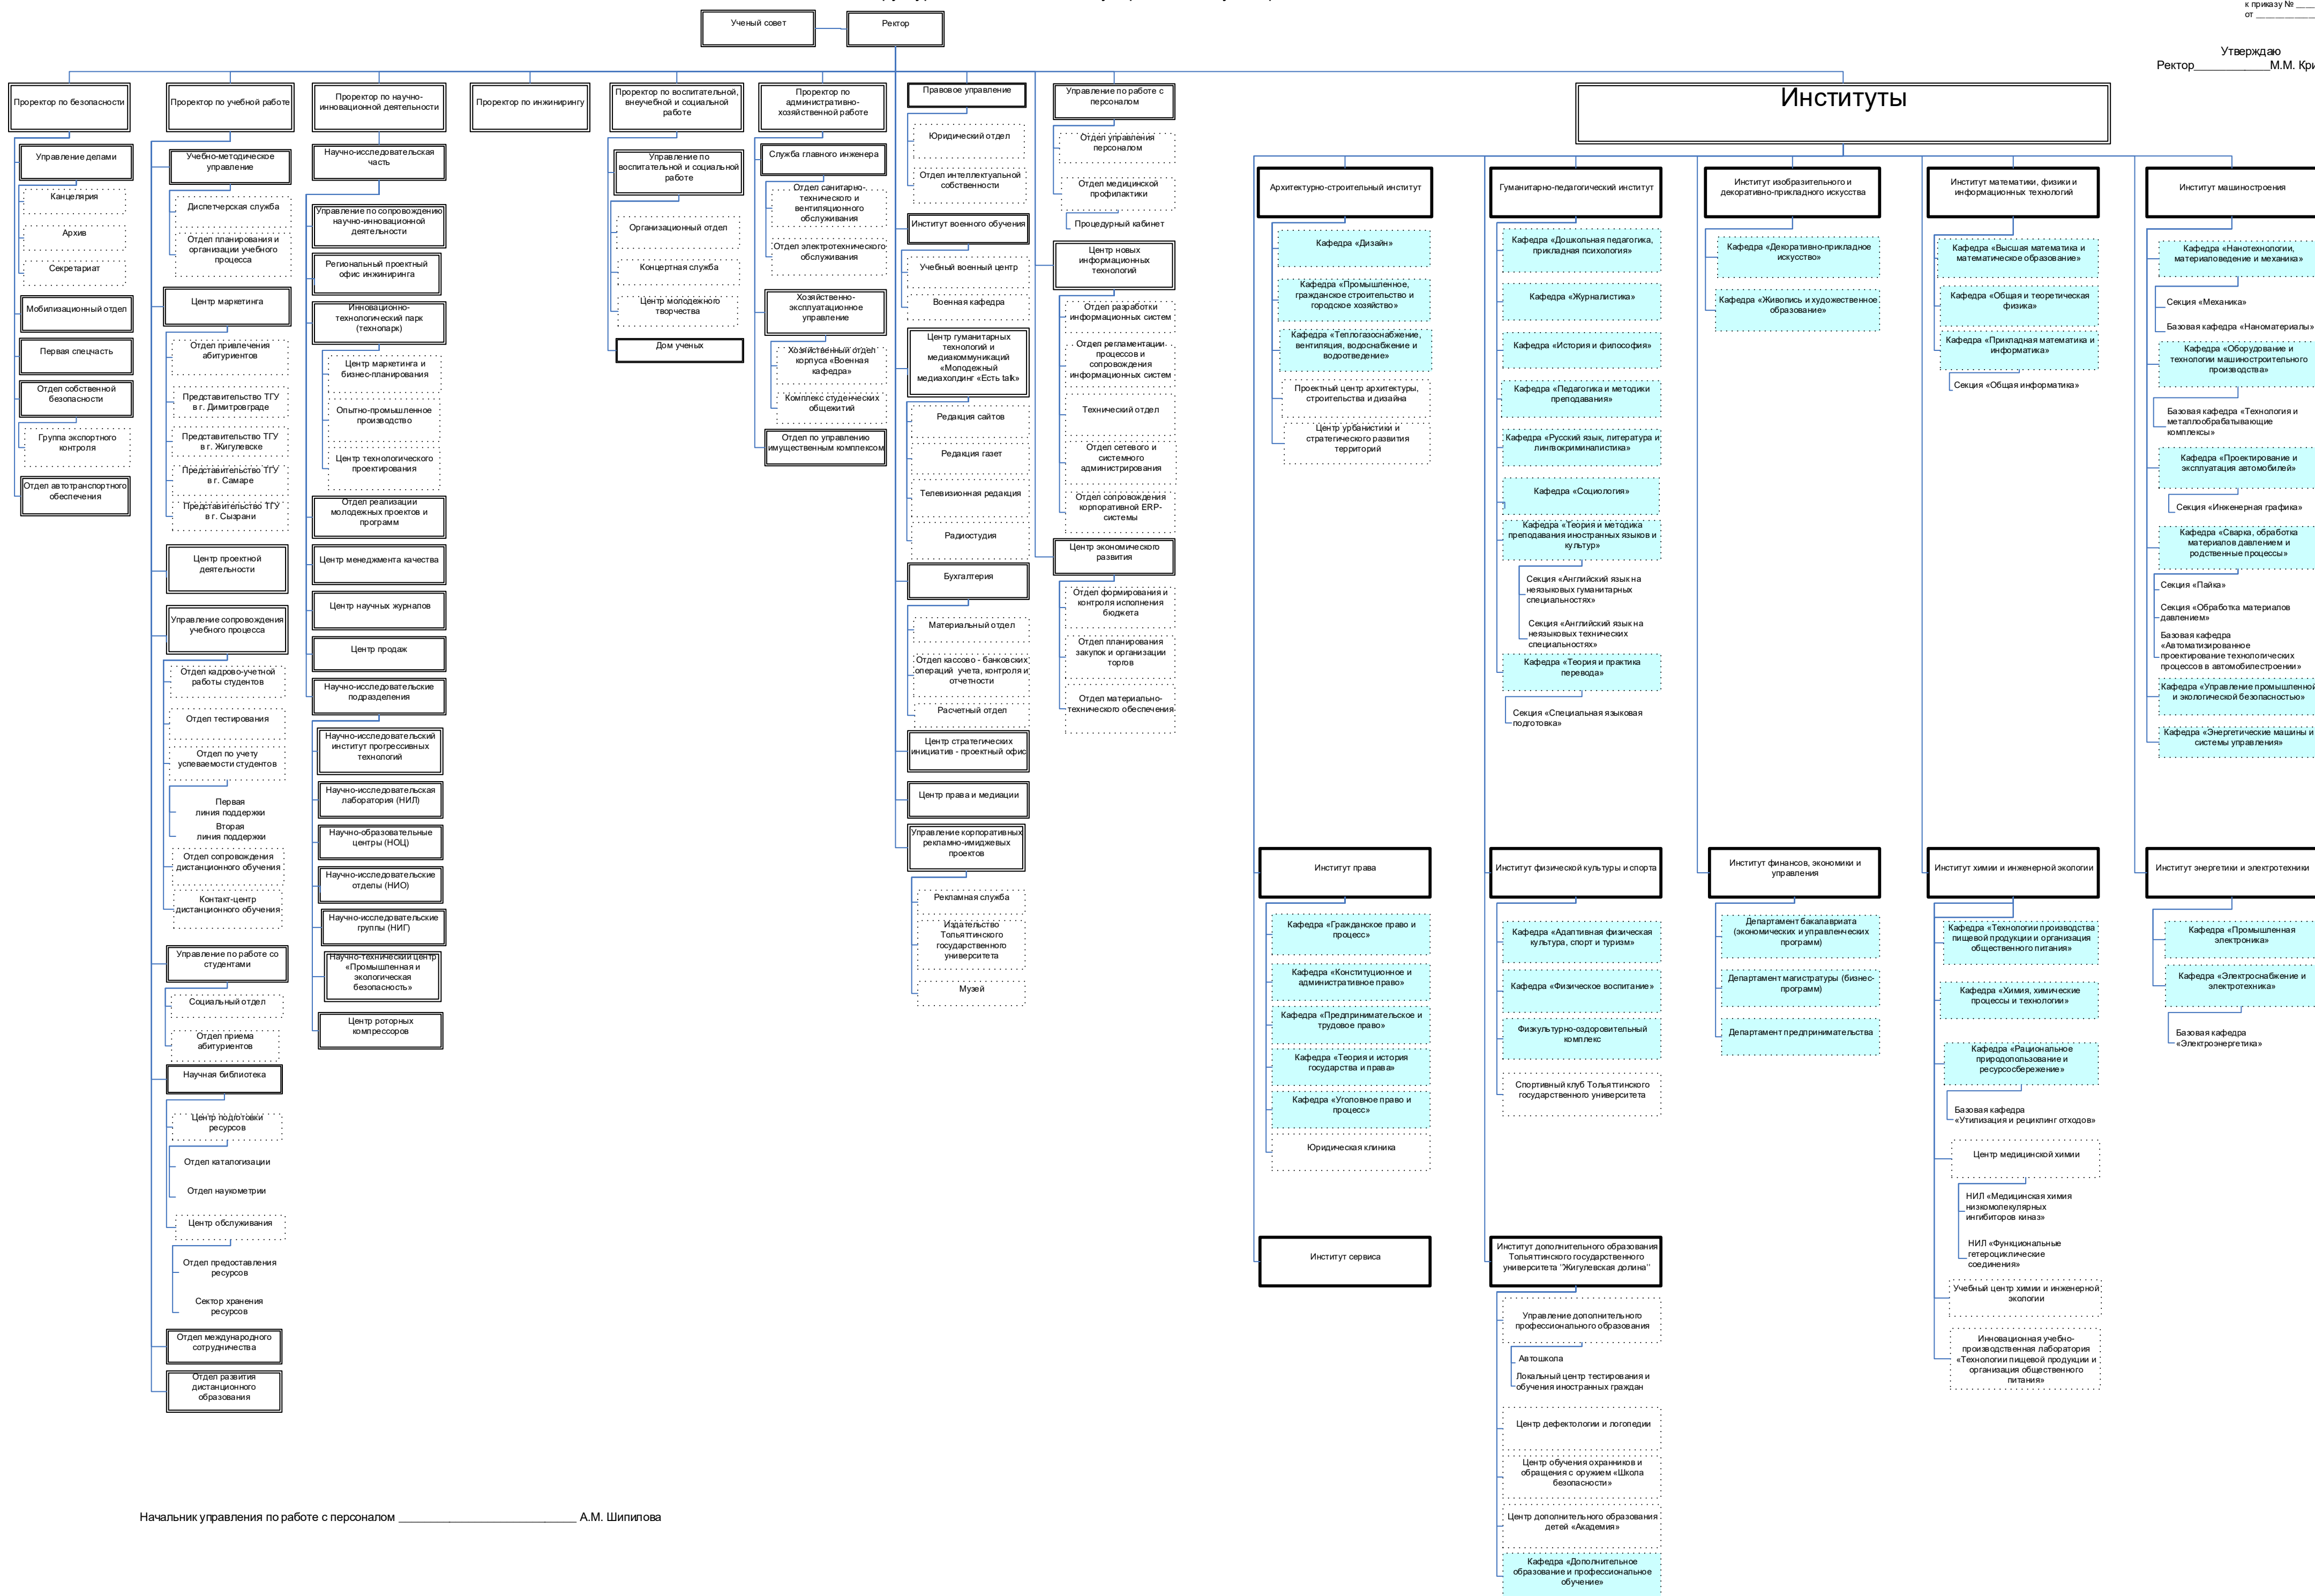 к приказу №
от
Утверждаю
Ректор____________М.М.
Ученый совет
Ректор
Проректор по безопасности
Управление делами
Канцелярия
Архив
Секретариат
Мобилизационный отдел
Первая спецчасть
Отдел собственной
безопасности
Группа экспортного
контроля
Отдел автотранспортного
обеспечения
Проректор по учебной работе
Учебно-методическое
управление
Диспетчерская служба
Отдел планирования и
организации учебного
процесса
Центр маркетинга
Отдел привлечения
абитуриентов
Представительство ТГУ
в г. Димитровграде
Представительство ТГУ
в г. Жигулевске
Представительство ТГУ
в г. Самаре
Представительство ТГУ
в г. Сызрани
Центр проектной
деятельности
Управление сопровождения
учебного процесса
Отдел кадрово-учетной
работы студентов
Отдел тестирования
Отдел по учету
успеваемости студентов
Первая
линия поддержки
Вторая
линия поддержки
Отдел сопровождения
дистанционного обучения
Контакт-центр
дистанционного обучения
Управление по работе со
студентами
Социальный отдел
Отдел приема
абитуриентов
Научная библиотека
Центр подготовки
ресурсов
Отдел каталогизации
Отдел наукометрии
Центр обслуживания
Отдел предоставления
ресурсов
Сектор хранения
ресурсов
Отдел международного
сотрудничества
Отдел развития
дистанционного
образования
Проректор по научно-
инновационной деятельности
Научно-исследовательская
часть
Управление по сопровождению
научно-инновационной
деятельности
Региональный проектный
офис инжиниринга
Инновационно-
технологический парк
(технопарк)
Центр маркетинга и
бизнес-планирования
Опытно-промышленное
производство
Центр технологического
проектирования
Отдел реализации
молодежных проектов и
программ
Центр менеджмента качества
Центр научных журналов
Центр продаж
Научно-исследовательские
подразделения
Научно-исследовательский
институт прогрессивных
технологий
Научно-исследовательская
лаборатория (НИЛ)
Научно-образовательные
центры (НОЦ)
Научно-исследовательские
отделы (НИО)
Научно-исследовательские
группы (НИГ)
Научно-технический центр
«Промышленная и
экологическая
безопасность»
Центр роторных
компрессоров
Проректор по инжинирингу
Проректор по воспитательной,
внеучебной и социальной
работе
Управление по
воспитательной и социальной
работе
Организационный отдел
Концертная служба
Центр молодежного
творчества
Дом ученых
Проректор по
административно-
хозяйственной работе
Служба главного инженера
Отдел санитарно-
технического и
вентиляционного
обслуживания
Отдел электротехнического
обслуживания
Хозяйственно-
эксплуатационное
управление
Хозяйственный отдел
корпуса «Военная
кафедра»
Комплекс студенческих
общежитий
Отдел по управлению
имущественным комплексом
Правовое управление
Юридический отдел
Отдел интеллектуальной
собственности
Институт военного обучения
Учебный военный центр
Военная кафедра
Центр гуманитарных
технологий и
медиакоммуникаций
«Молодежный
медиахолдинг «Есть talk»
Редакция сайтов
Редакция газет
Телевизионная редакция
Радиостудия
Бухгалтерия
Материальный отдел
Отдел кассово - банковских
операций учета, контроля и
отчетности
Расчетный отдел
Центр стратегических
инициатив - проектный офис
Центр права и медиации
Управление корпоративных
рекламно-имиджевых
проектов
Рекламная служба
Издательство
Тольяттинского
государственного
университета
Музей
Управление по работе с
персоналом
Отдел управления
персоналом
Отдел медицинской
профилактики
Процедурный кабинет
Центр новых
информационных
технологий
Отдел разработки
информационных систем
Отдел регламентации
процессов и
сопровождения
информационных систем
Технический отдел
Отдел сетевого и
системного
администрирования
Отдел сопровождения
корпоративной ERP-
системы
Центр экономического
развития
Отдел формирования и
контроля исполнения
бюджета
Отдел планирования
закупок и организации
торгов
Отдел материально-
технического обеспечения
Институты
Архитектурно-строительный институт
Кафедра «Дизайн»
Кафедра «Промышленное,
гражданское строительство и
городское хозяйство»
Кафедра «Теплогазоснабжение,
вентиляция, водоснабжение и
водоотведение»
Проектный центр архитектуры,
строительства и дизайна
Центр урбанистики и
стратегического развития
территорий
Гуманитарно-педагогический институт
Кафедра «Дошкольная педагогика,
прикладная психология»
Кафедра «Журналистика»
Кафедра «История и философия»
Кафедра «Педагогика и методики
преподавания»
Кафедра «Русский язык, литература и
лингвокриминалистика»
Кафедра «Социология»
Кафедра «Теория и методика
преподавания иностранных языков и
культур»
Секция «Английский язык на
неязыковых гуманитарных
специальностях»
Секция «Английский язык на
неязыковых технических
специальностях»
Кафедра «Теория и практика
перевода»
Секция «Специальная языковая
подготовка»
Институт изобразительного и
декоративно-прикладного искусства
Кафедра «Декоративно-прикладное
искусство»
Кафедра «Живопись и художественное
образование»
Институт математики, физики и
информационных технологий
Кафедра «Высшая математика и
математическое образование»
Кафедра «Общая и теоретическая
физика»
Кафедра «Прикладная математика и
информатика»
Секция «Общая информатика»
Институт машиностроения
Кафедра «Нанотехнологии,
материаловедение и механика»
Секция «Механика»
Базовая кафедра «Наноматериалы»
Кафедра «Оборудование и
технологии машиностроительного
производства»
Базовая кафедра «Технология и
металлообрабатывающие
комплексы»
Кафедра «Проектирование и
эксплуатация автомобилей»
Секция «Инженерная графика»
Кафедра «Сварка, обработка
материалов давлением и
родственные процессы»
Секция «Пайка»
Секция «Обработка материалов
давлением»
Базовая кафедра
«Автоматизированное
проектирование технологических
процессов в автомобилестроении»
Кафедра «Управление промышленной
и экологической безопасностью»
Кафедра «Энергетические машины и
системы управления»
Институт права
Кафедра «Гражданское право и
процесс»
Кафедра «Конституционное и
административное право»
Кафедра «Предпринимательское и
трудовое право»
Кафедра «Теория и история
государства и права»
Кафедра «Уголовное право и
процесс»
Юридическая клиника
Институт физической культуры и спорта
Кафедра «Адаптивная физическая
культура, спорт и туризм»
Кафедра «Физическое воспитание»
Физкультурно-оздоровительный
комплекс
Спортивный клуб Тольяттинского
государственного университета
Институт финансов, экономики и
управления
Департамент бакалавриата
(экономических и управленческих
программ)
Департамент магистратуры (бизнес-
программ)
Департамент предпринимательства
Институт химии и инженерной экологии
Кафедра «Технологии производства
пищевой продукции и организация
общественного питания»
Кафедра «Химия, химические
процессы и технологии»
Кафедра «Рациональное
природопользование и
ресурсосбережение»
Базовая кафедра
«Утилизация и рециклинг отходов»
Центр медицинской химии
НИЛ «Медицинская химия
низкомолекулярных
ингибиторов киназ»
НИЛ «Функциональные
гетероциклические
соединения»
Учебный центр химии и инженерной
экологии
Инновационная учебно-
производственная лаборатория
«Технологии пищевой продукции и
организация общественного
питания»
Институт энергетики и электротехники
Кафедра «Промышленная
электроника»
Кафедра «Электроснабжение и
электротехника»
Базовая кафедра
«Электроэнергетика»
Институт сервиса
Институт дополнительного образования
Тольяттинского государственного
университета "Жигулевская долина"
Управление дополнительного
профессионального образования
Автошкола
Локальный центр тестирования и
обучения иностранных граждан
Центр дефектологии и логопедии
Центр обучения охранников и
обращения с оружием «Школа
безопасности»
Центр дополнительного образования
детей «Академия»
Кафедра «Дополнительное
образование и профессиональное
обучение»
Начальник управления по работе с персоналом ____________________________ А.М. Шипилова